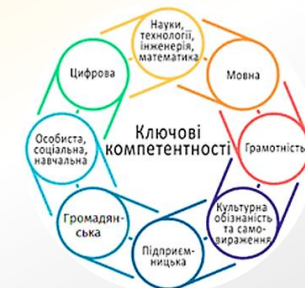 Науки,
технології,
інженерія,
математика
Мовна
Грамотність
Культурна
обізнаність
та само-
вираження
Підприєм-
ницька
Громадян-
ська
Особиста,
соціальна,
навчальна
Цифрова
Ключові
компетентності